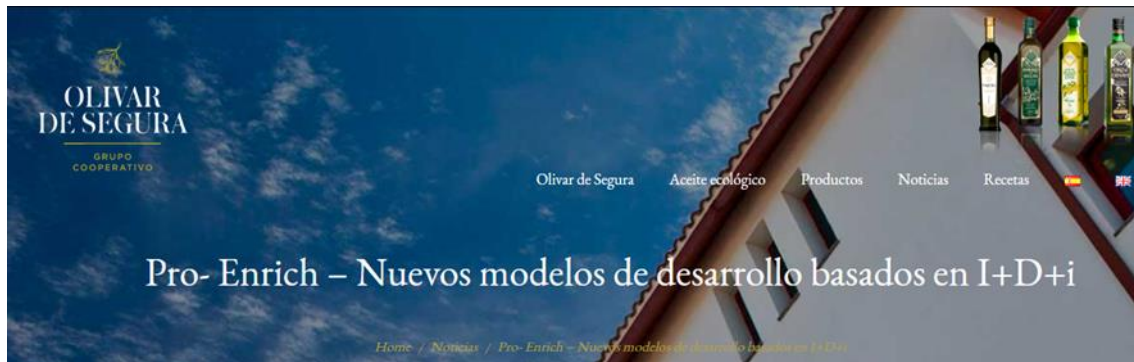 OLIVAR
DE SEGURA
GRUPO
COOPERATIVO
Olivar de Segura Aceite ecológico Productos Noticias Recetas
Pro- Enrich – Nuevos modelos de desarrollo basados en I+D+i
Home / Noticias / Pro- Enrich – Nuevos modelos de desarrollo basados en I+D+i